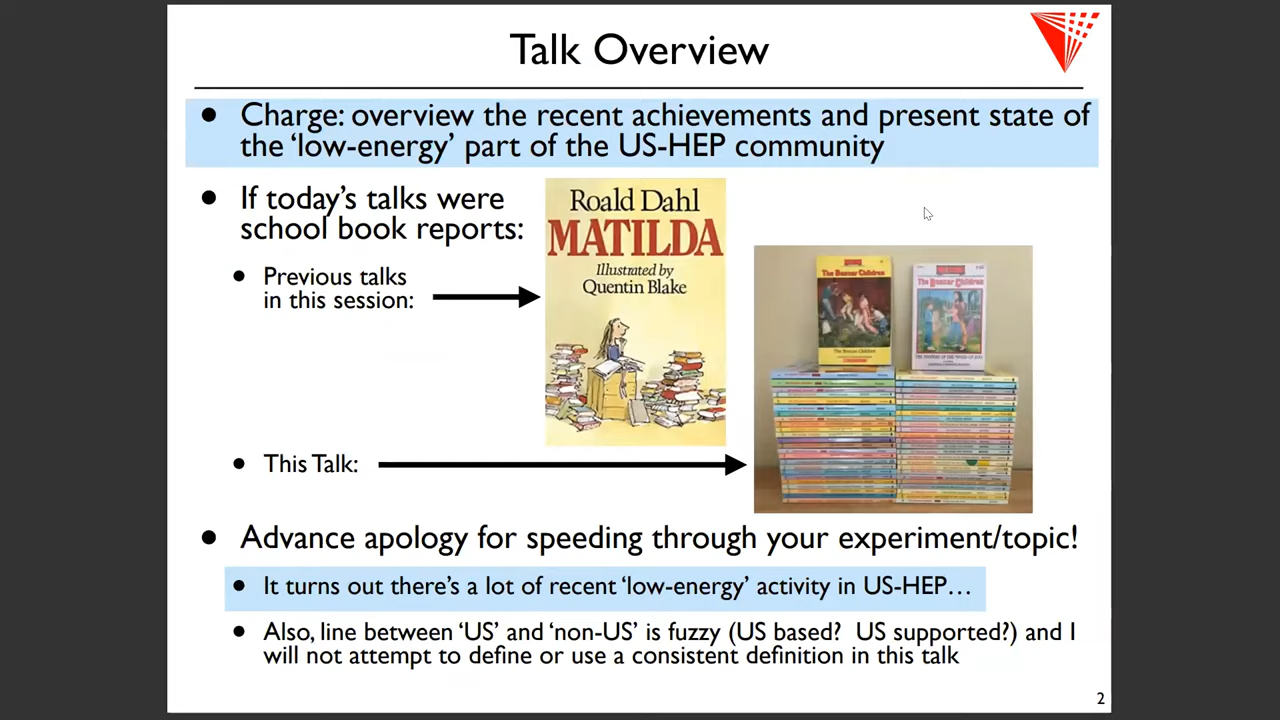 Talk Overview
Charge: overview the recent achievements and present state of
the ‘low-energy’ part of the US-HEP community
If today’s talks were
school book reports:
Previous talks
in this session:
Roald Dahl
MATILDA
Illustrated by
Quentin Blake
The Boxcar Children
The Boxcar Children
The Boxcar Children
This Talk:
Advance apology for speeding through your experiment/topic!
It turns out there’s a lot of recent ‘low-energy’ activity in US-HEP…
Also, line between ‘US’ and ‘non-US’ is fuzzy (US based? US supported?) and I
will not attempt to define or use a consistent definition in this talk
2